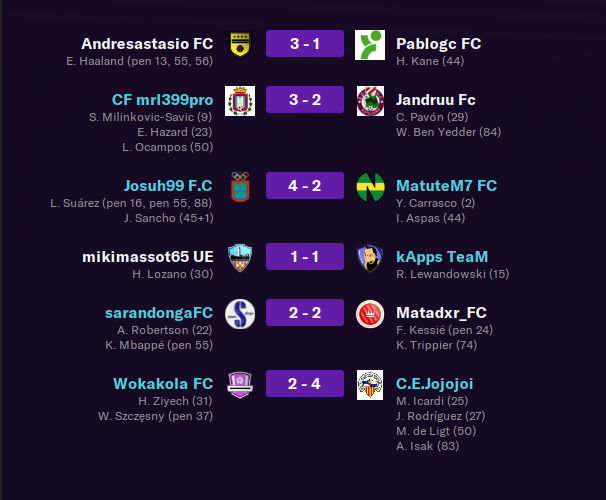 Andresastasio FC 3 - 1 Pablogc FC
E. Haaland (pen 13, 55, 56) H. Kane (44)
CF mrl399pro 3 - 2 Jandruu Fc
S. Milinkovic-Savic (9) C. Pavón (29)
E. Hazard (23) W. Ben Yedder (84)
L. Ocampos (50)
Josuh99 F.C 4 - 2 MatuteM7 FC
L. Suárez (pen 16, pen 55, 88) Y. Carrasco (2)
J. Sancho (45+1) I. Aspas (44)
mikimassot65 UE 1 - 1 kApps TeaM
H. Lozano (30) R. Lewandowski (15)
sarandongaFC 2 - 2 Matadxr_FC
A. Robertson (22) F. Kessié (pen 24)
K. Mbappé (pen 55) K. Trippier (74)
Wokakola FC 2 - 4 C.E.Jojojoi
H. Ziyech (31) M. Icardi (25)
W. Szczęsny (pen 37) J. Rodríguez (27)
M. de Ligt (50)
A. Isak (83)